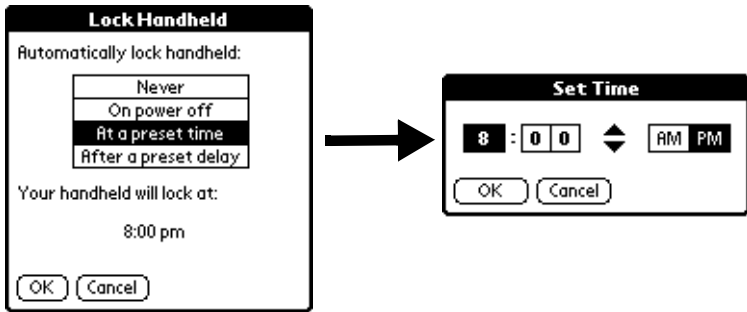 Lock Handheld
Automatically lock handheld:
Never
On power off
At a preset time
After a preset delay
Your handheld will lock at:
8:00 pm
OK Cancel
Set Time
8 : 0 0 AM PM
OK Cancel